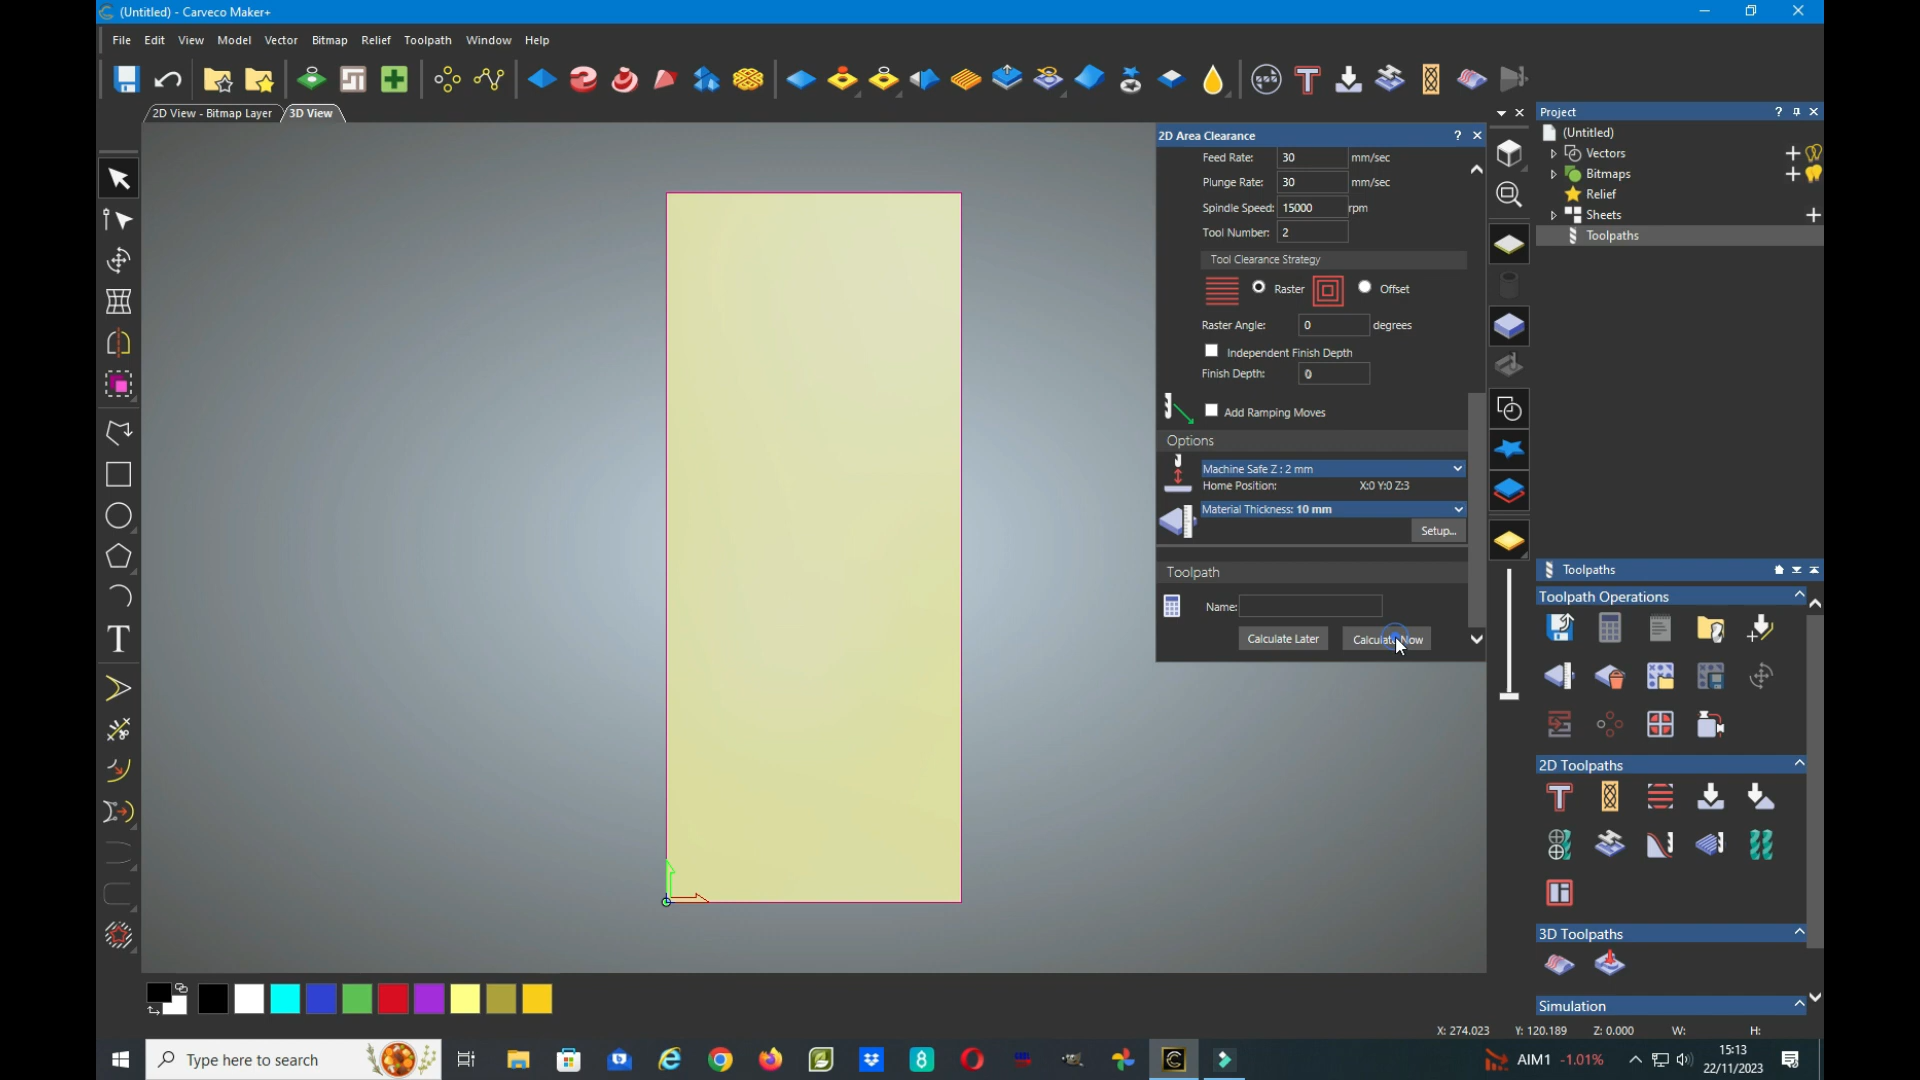 (Untitled) - Carveco Maker+
File Edit View Model Vector Bitmap Relief Toolpath Window Help
2D View - Bitmap Layer 3D View
2D Area Clearance ? ×
Feed Rate: 30 mm/sec
Plunge Rate: 30 mm/sec
Spindle Speed: 15000 rpm
Tool Number: 2
Tool Clearance Strategy
Raster Offset
Raster Angle: 0 degrees
Independent Finish Depth
Finish Depth: 0
Add Ramping Moves
Options
Machine Safe Z : 2 mm
Home Position: X:0 Y:0 Z:3
Material Thickness: 10 mm
Setup...
Toolpath
Name:
Calculate Later Calculate Now
Project ?
(Untitled)
Vectors
Bitmaps
Relief
Sheets
Toolpaths
Toolpaths
Toolpath Operations
2D Toolpaths
3D Toolpaths
Simulation
X: 274.023 Y: 120.189 Z: 0.000 W: H:
Type here to search
AIM1 -1.01%
15:13
22/11/2023